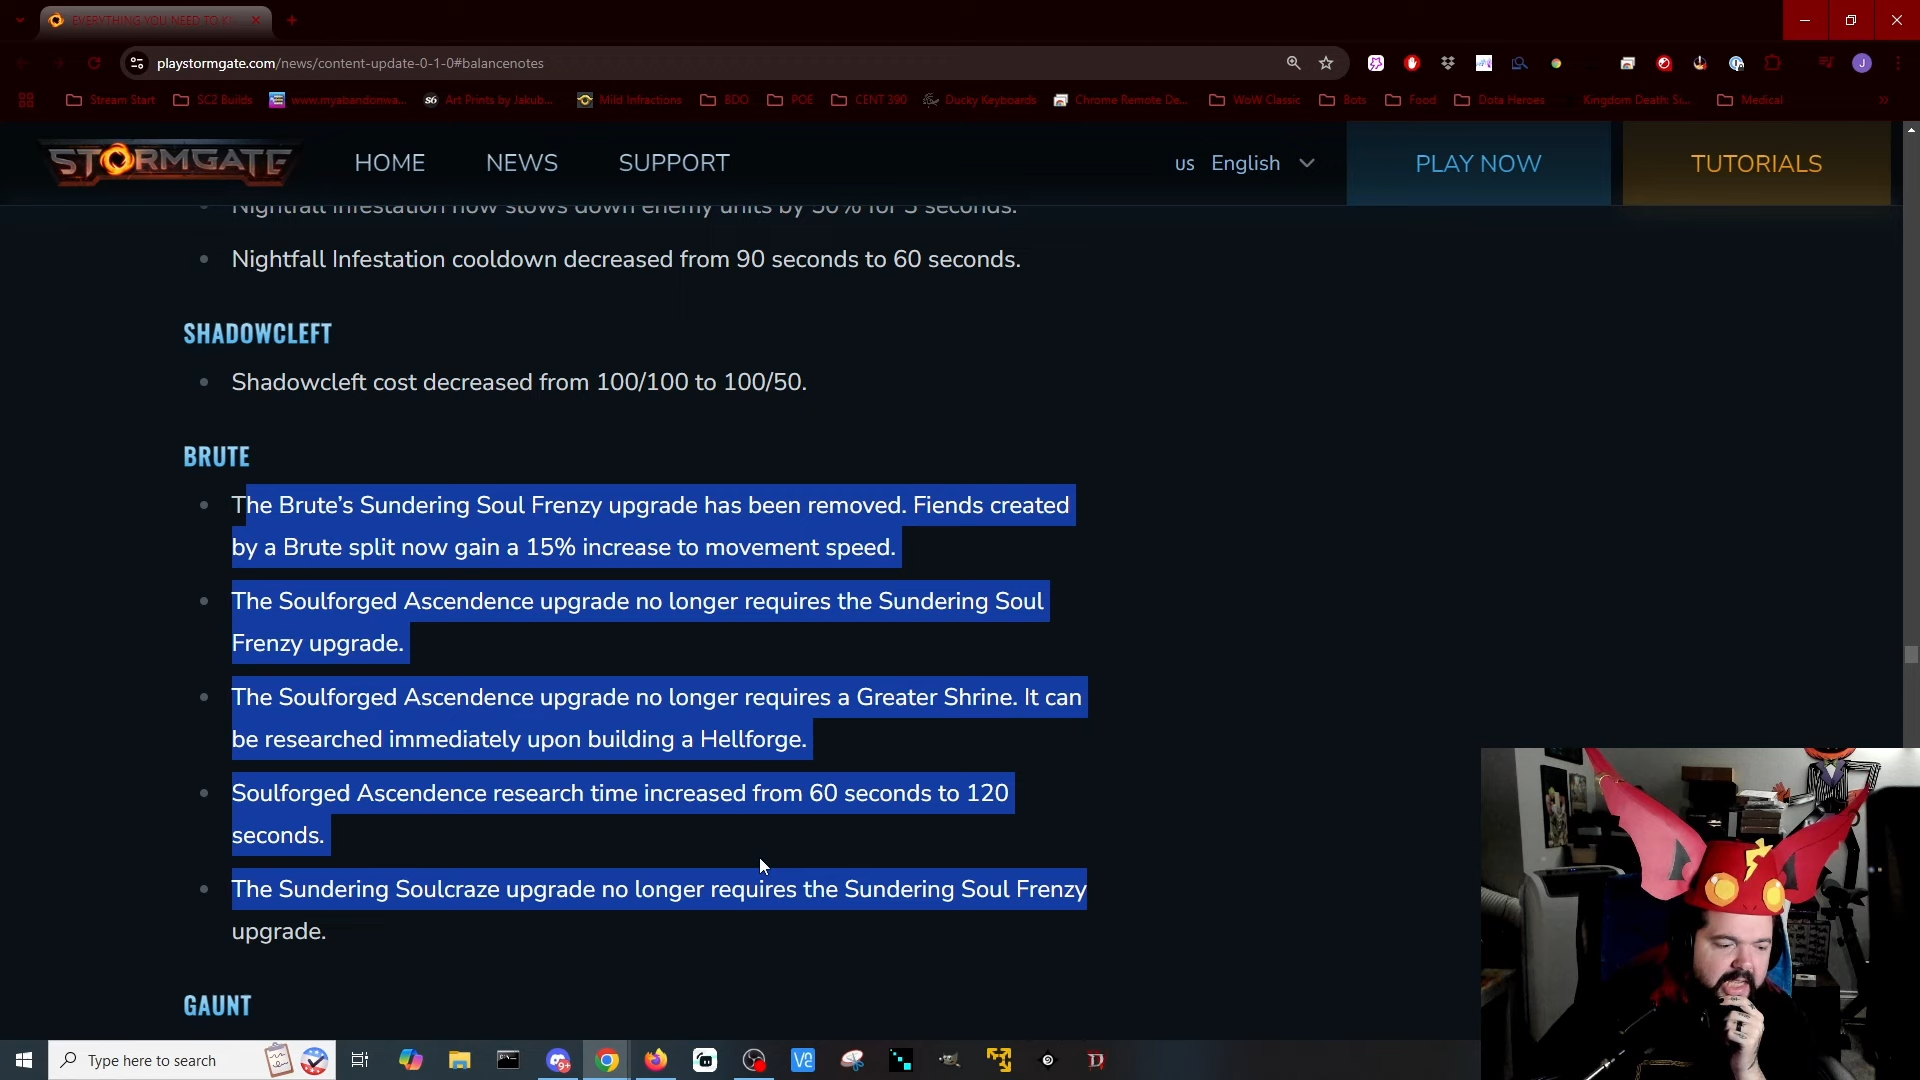 EVERYTHING YOU NEED TO K
playstormgate.com/news/content-update-0-1-0#balancenotes
Stream Start
SC2 Builds
www.myabandonwa...
Art Prints by Jakub...
Mild Infractions
BDO
POE
CENT 390
Ducky Keyboards
Chrome Remote De...
WoW Classic
Bots
Food
Dota Heroes
Kingdom Death: Si...
Medical
STORMGATE
HOME
NEWS
SUPPORT
us English
PLAY NOW
TUTORIALS
Nightfall Infestation now slows down enemy units by 50% for 5 seconds.
Nightfall Infestation cooldown decreased from 90 seconds to 60 seconds.
SHADOWCLEFT
Shadowcleft cost decreased from 100/100 to 100/50.
BRUTE
The Brute’s Sundering Soul Frenzy upgrade has been removed. Fiends created
by a Brute split now gain a 15% increase to movement speed.
The Soulforged Ascendence upgrade no longer requires the Sundering Soul
Frenzy upgrade.
The Soulforged Ascendence upgrade no longer requires a Greater Shrine. It can
be researched immediately upon building a Hellforge.
Soulforged Ascendence research time increased from 60 seconds to 120
seconds.
The Sundering Soulcraze upgrade no longer requires the Sundering Soul Frenzy
upgrade.
GAUNT
Type here to search